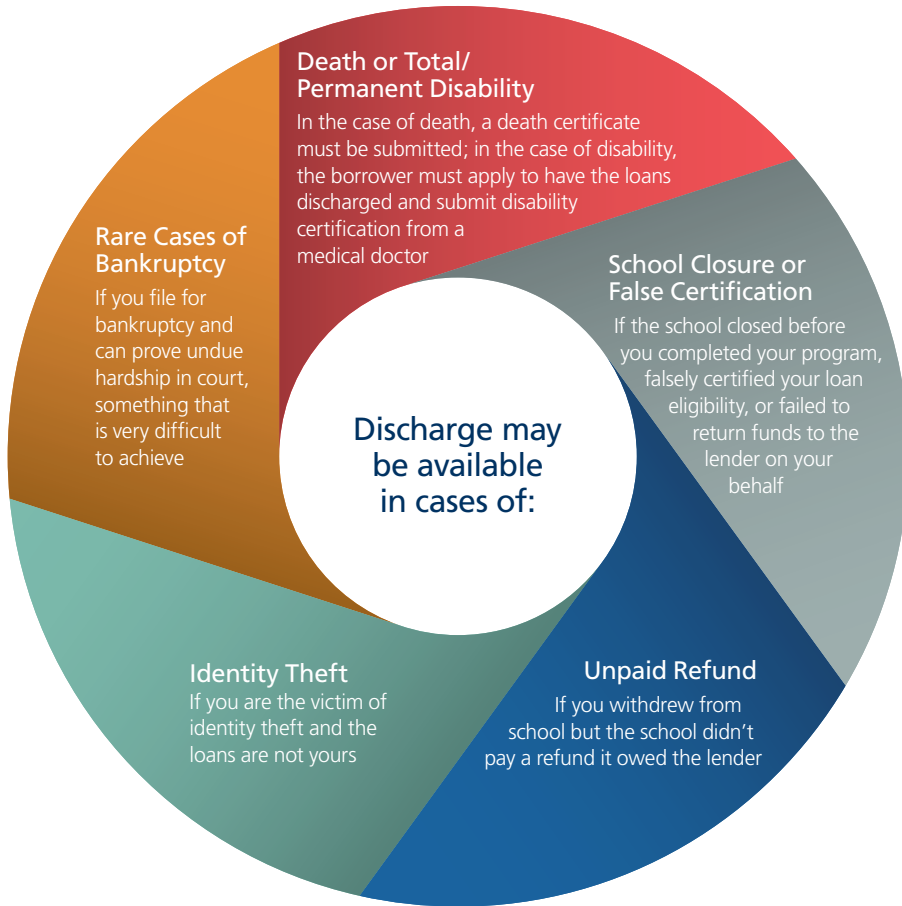 Discharge may
be available
in cases of:
Death or Total/
Permanent Disability
In the case of death, a death certificate
must be submitted; in the case of disability,
the borrower must apply to have the loans
discharged and submit disability
certification from a
medical doctor
School Closure or
False Certification
If the school closed before
you completed your program,
falsely certified your loan
eligibility, or failed to
return funds to the
lender on your
behalf
Unpaid Refund
If you withdrew from
school but the school didn’t
pay a refund it owed the lender
Identity Theft
If you are the victim of
identity theft and the
loans are not yours
Rare Cases of
Bankruptcy
If you file for
bankruptcy and
can prove undue
hardship in court,
something that
is very difficult
to achieve